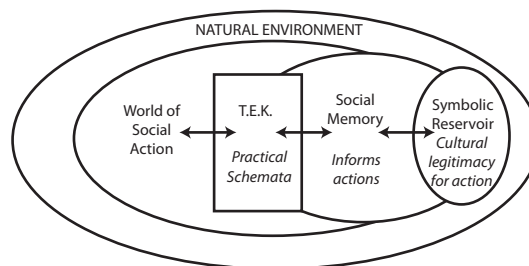 NATURAL ENVIRONMENT
World of
Social
Action
T.E.K.
Practical
Schemata
Social
Memory
Informs
actions
Symbolic
Reservoir
Cultural
legitimacy
for action